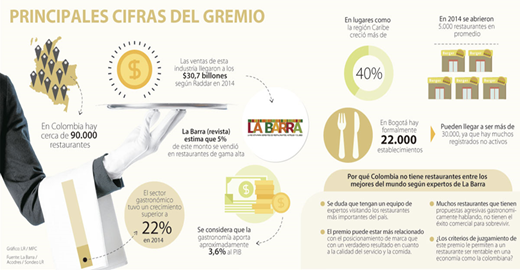 PRINCIPALES CIFRAS DEL GREMIO
Las ventas de esta
industria llegaron a los
$30,7 billones
según Raddar en 2014
En Colombia hay
cerca de 90.000
restaurantes
La Barra (revista)
estima que 5%
de este monto se vendió
en restaurantes de gama alta
LA BARRA
El sector
gastronómico
tuvo un crecimiento
superior a
22%
en 2014
Se considera que la
gastronomía aporta
aproximadamente
3,6% al PIB
Gráfico: LR / MPC
En lugares como
la región Caribe
creció más de
40%
En 2014 se abrieron
5.000 restaurantes en
promedio
En Bogotá hay
formalmente
22.000
establecimientos
Pueden llegar a ser más de
30.000, ya que hay muchos
registrados no activos
Por qué Colombia no tiene restaurantes entre los
mejores del mundo según expertos de La Barra
Se duda que tengan un equipo de
expertos visitando los restaurantes
más importantes del país.
El premio puede estar más relacionado
con el posicionamiento de marca que
con un verdadero resultado en cuanto
a la calidad del servicio y la comida.
Muchos restaurantes que tienen
propuestas agresivas gastronómi-
camente hablando, no tienen el
éxito comercial para sobrevivir.
¿Los criterios de juzgamiento de
este premio le permiten a un
restaurante ser rentable en una
economía como la colombiana?